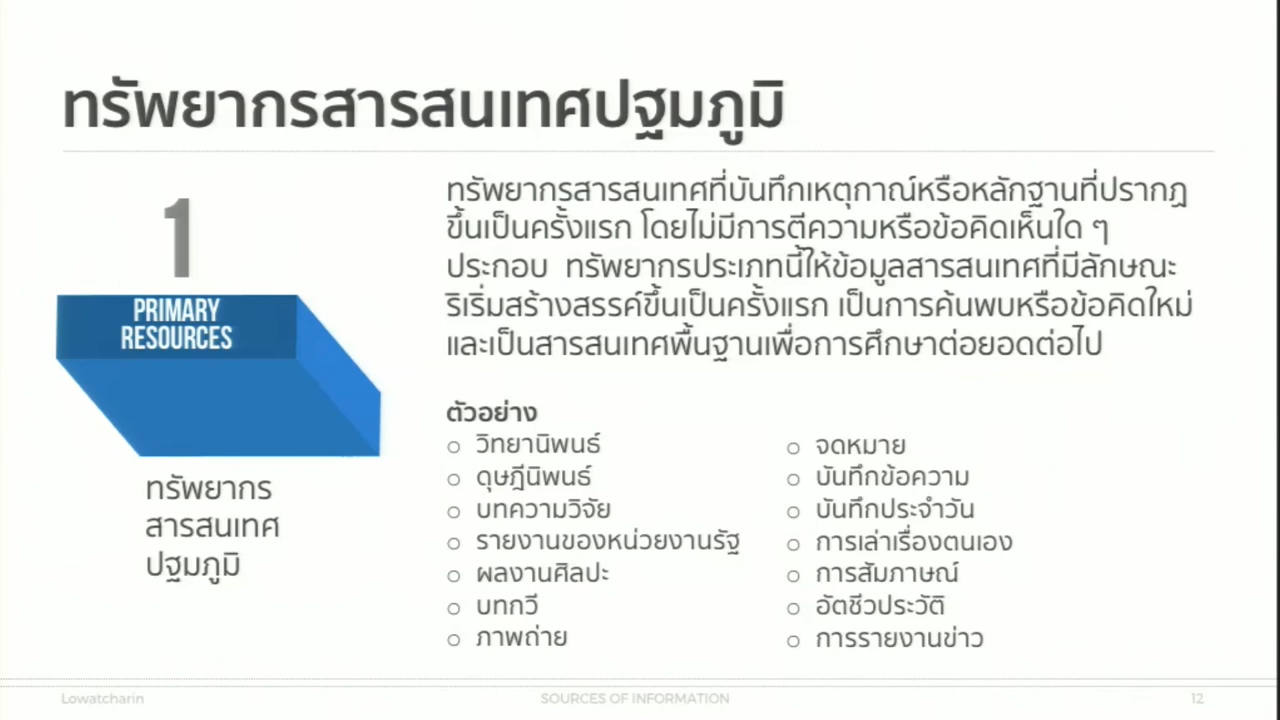 ทรัพยากรสารสนเทศปฐมภูมิ
1
PRIMARY
RESOURCES
ทรัพยากร
สารสนเทศ
ปฐมภูมิ
ทรัพยากรสารสนเทศที่บันทึกเหตุการณ์หรือหลักฐานที่ปรากฏ
ขึ้นเป็นครั้งแรก โดยไม่มีการตีความหรือข้อคิดเห็นใด ๆ
ประกอบ ทรัพยากรประเภทนี้ให้ข้อมูลสารสนเทศที่มีลักษณะ
ริเริ่มสร้างสรรค์ขึ้นเป็นครั้งแรก เป็นการค้นพบหรือข้อคิดใหม่
และเป็นสารสนเทศพื้นฐานเพื่อการศึกษาต่อยอดต่อไป
ตัวอย่าง
o วิทยานิพนธ์
o ดุษฎีนิพนธ์
o บทความวิจัย
o รายงานของหน่วยงานรัฐ
o ผลงานศิลปะ
o บทกวี
o ภาพถ่าย
o จดหมาย
o บันทึกข้อความ
o บันทึกประจำวัน
o การเล่าเรื่องตนเอง
o การสัมภาษณ์
o อัตชีวประวัติ
o การรายงานข่าว
Lowatcharin
SOURCES OF INFORMATION
12